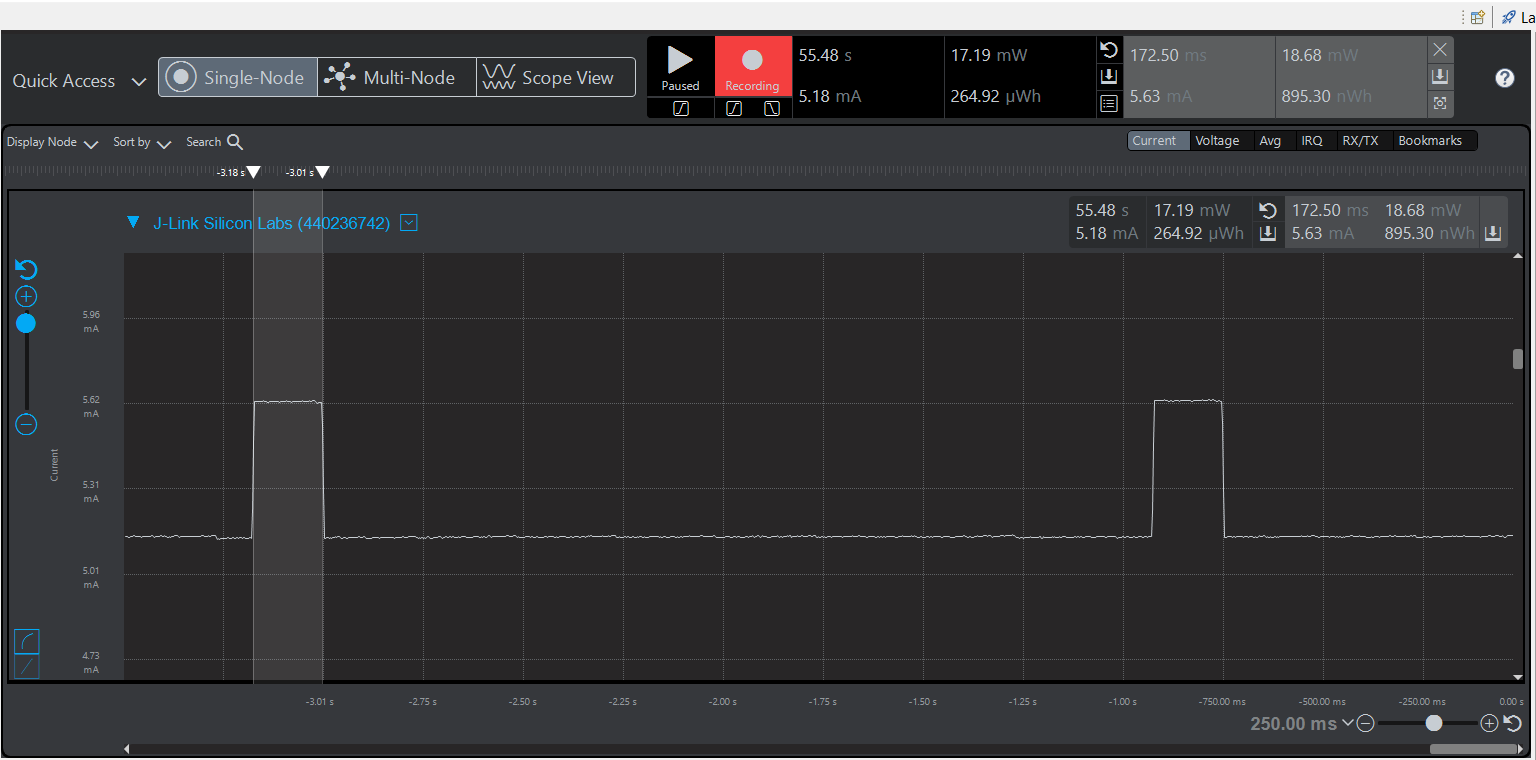 La
Quick Access
Single-Node
Multi-Node
Scope View
Paused
Recording
55.48 s
17.19 mW
5.18 mA
264.92 µWh
172.50 ms
18.68 mW
5.63 mA
895.30 nWh
?
Display Node
Sort by
Search
Current
Voltage
Avg
IRQ
RX/TX
Bookmarks
-3.18 s
-3.01 s
J-Link Silicon Labs (440236742)
55.48 s
17.19 mW
172.50 ms
18.68 mW
5.18 mA
264.92 µWh
5.63 mA
895.30 nWh
5.96
mA
5.62
mA
Current
5.31
mA
5.01
mA
4.73
mA
-3.01 s
-2.75 s
-2.50 s
-2.25 s
-2.00 s
-1.75 s
-1.50 s
-1.25 s
-1.00 s
-750.00 ms
-500.00 ms
-250.00 ms
0.00 s
250.00 ms